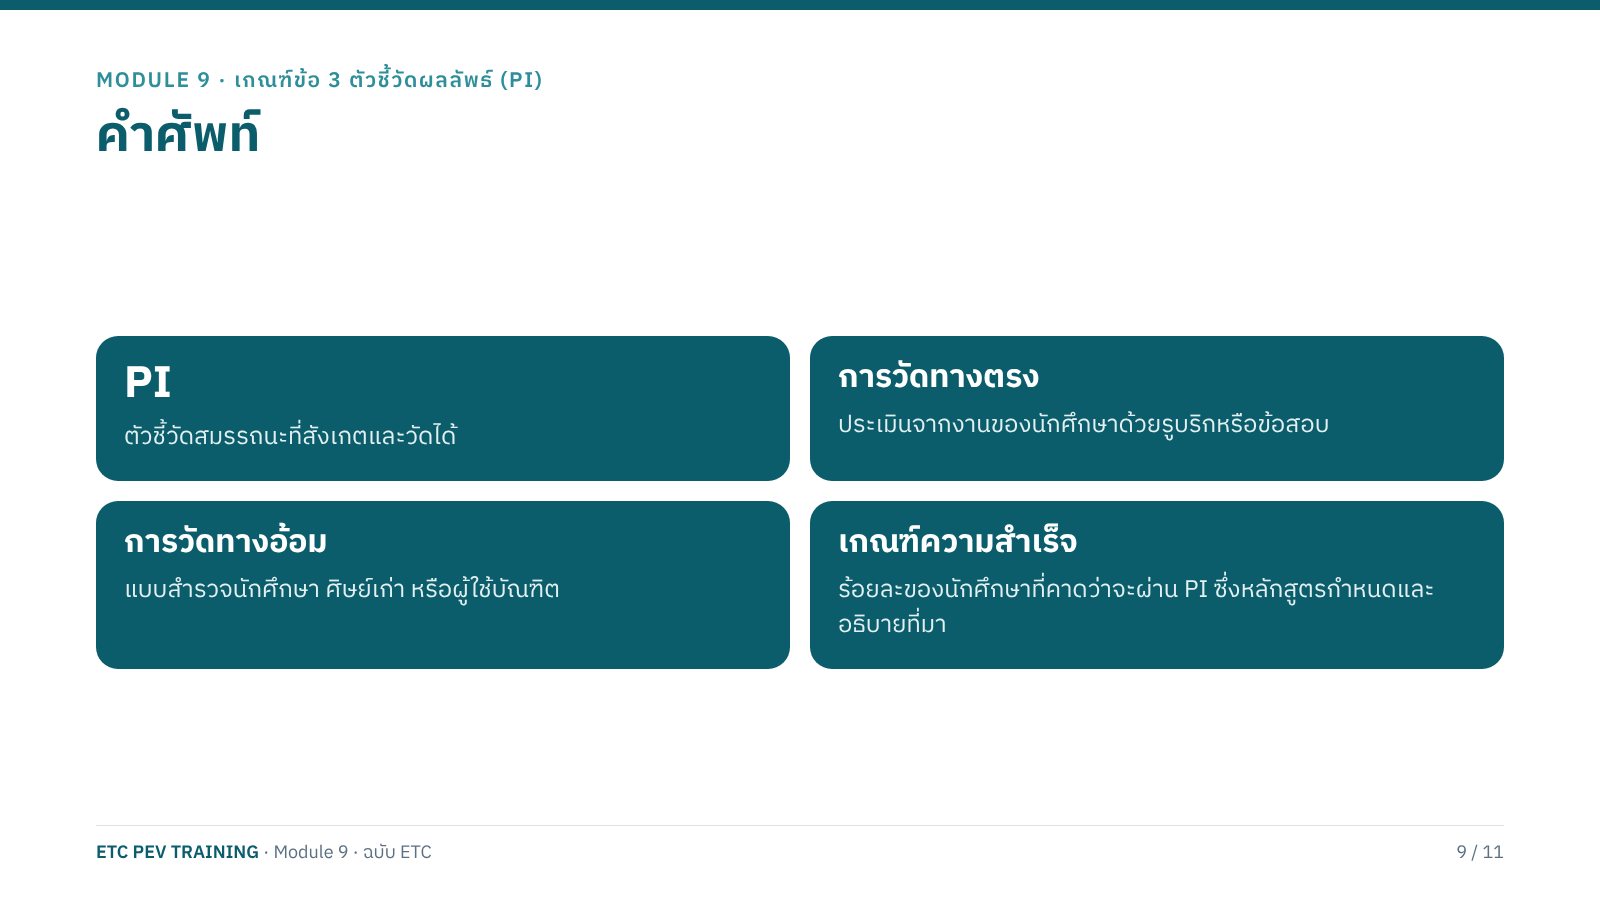 MODULE 9 · เกณฑ์ข้อ 3 ตัวชี้วัดผลลัพธ์ (PI)
คำศัพท์
PI
ตัวชี้วัดสมรรถนะที่สังเกตและวัดได้
การวัดทางตรง
ประเมินจากงานของนักศึกษาด้วยรูบริกหรือข้อสอบ
การวัดทางอ้อม
แบบสำรวจนักศึกษา ศิษย์เก่า หรือผู้ใช้บัณฑิต
เกณฑ์ความสำเร็จ
ร้อยละของนักศึกษาที่คาดว่าจะผ่าน PI ซึ่งหลักสูตรกำหนดและ
อธิบายที่มา
ETC PEV TRAINING · Module 9 · ฉบับ ETC
9 / 11